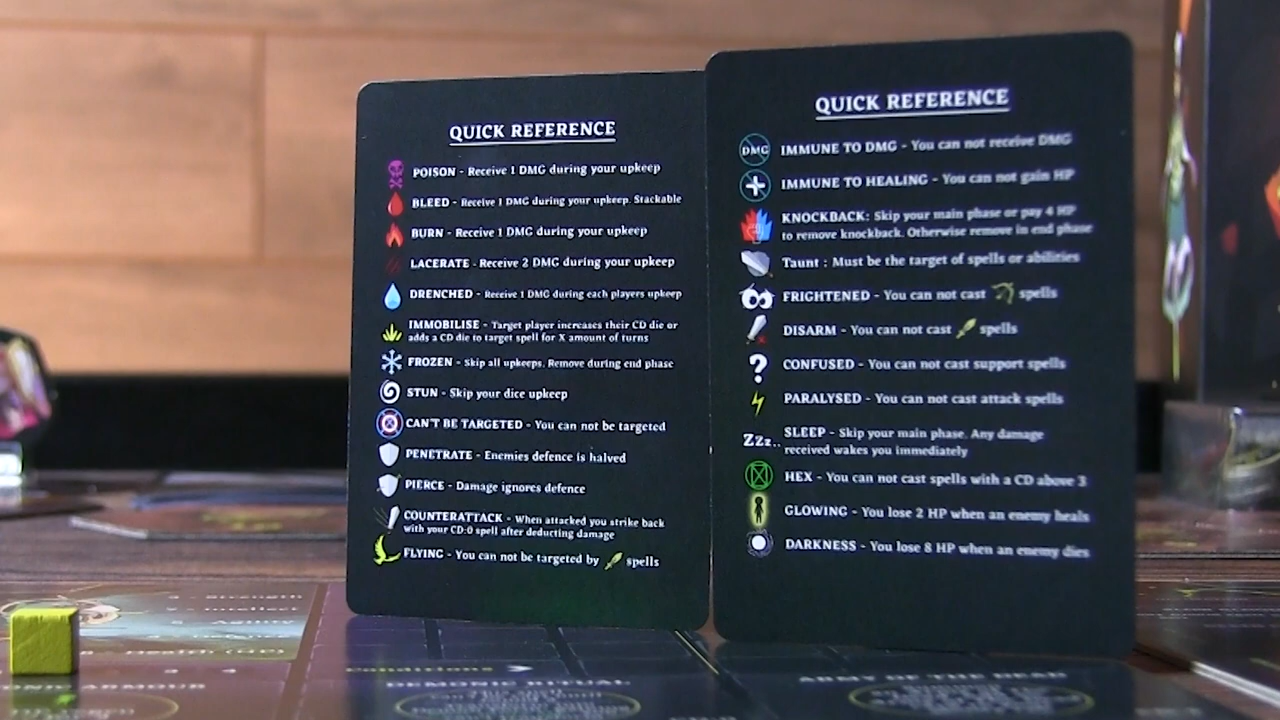 QUICK REFERENCE
POISON - Receive 1 DMG during your upkeep
BLEED - Receive 1 DMG during your upkeep. Stackable
BURN - Receive 1 DMG during your upkeep
LACERATE - Receive 2 DMG during your upkeep
DRENCHED - Receive 1 DMG during each players upkeep
IMMOBILISE - Target player increases their CD die or
adds a CD die to target spell for X amount of turns
FROZEN - Skip all upkeeps. Remove during end phase
STUN - Skip your dice upkeep
CAN'T BE TARGETED - You can not be targeted
PENETRATE - Enemies defence is halved
PIERCE - Damage ignores defence
COUNTERATTACK - When attacked you strike back
with your CD:0 spell after deducting damage
FLYING - You can not be targeted by spells
QUICK REFERENCE
DMG IMMUNE TO DMG - You can not receive DMG
IMMUNE TO HEALING - You can not gain HP
KNOCKBACK: Skip your main phase or pay 4 HP
to remove knockback. Otherwise remove in end phase
Taunt : Must be the target of spells or abilities
FRIGHTENED - You can not cast spells
DISARM - You can not cast spells
? CONFUSED - You can not cast support spells
PARALYSED - You can not cast attack spells
Zzz.. SLEEP - Skip your main phase. Any damage
received wakes you immediately
HEX - You can not cast spells with a CD above 3
GLOWING - You lose 2 HP when an enemy heals
DARKNESS - You lose 8 HP when an enemy dies
Strength
Intellect
Agility
Conditions
ARMOUR
DEMONIC RITUAL
ARMY OF THE DEAD